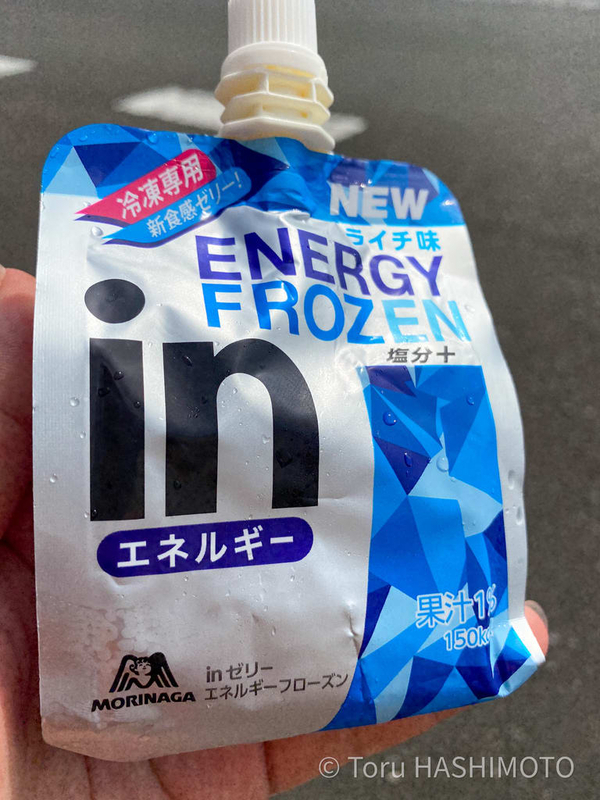 冷凍専用
新食感ゼリー!
NEW
ライチ味
ENERGY
FROZEN
塩分+
in
エネルギー
果汁1%
150k
MORINAGA
inゼリー
エネルギーフローズン
© Toru HASHIMOTO